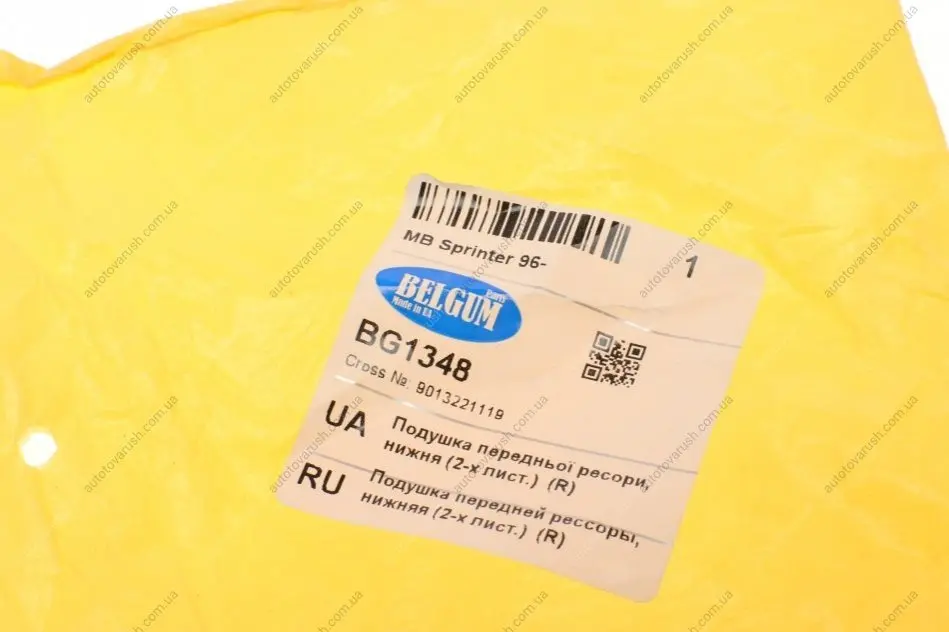 MB Sprinter 96-
1
BELGUM
Parts
Made in UA
BG1348
Cross №: 9013221119
UA
Подушка передньої ресори,
нижня (2-х лист.) (R)
RU
Подушка передней рессоры,
нижняя (2-х лист.) (R)
autotovarush.com.ua